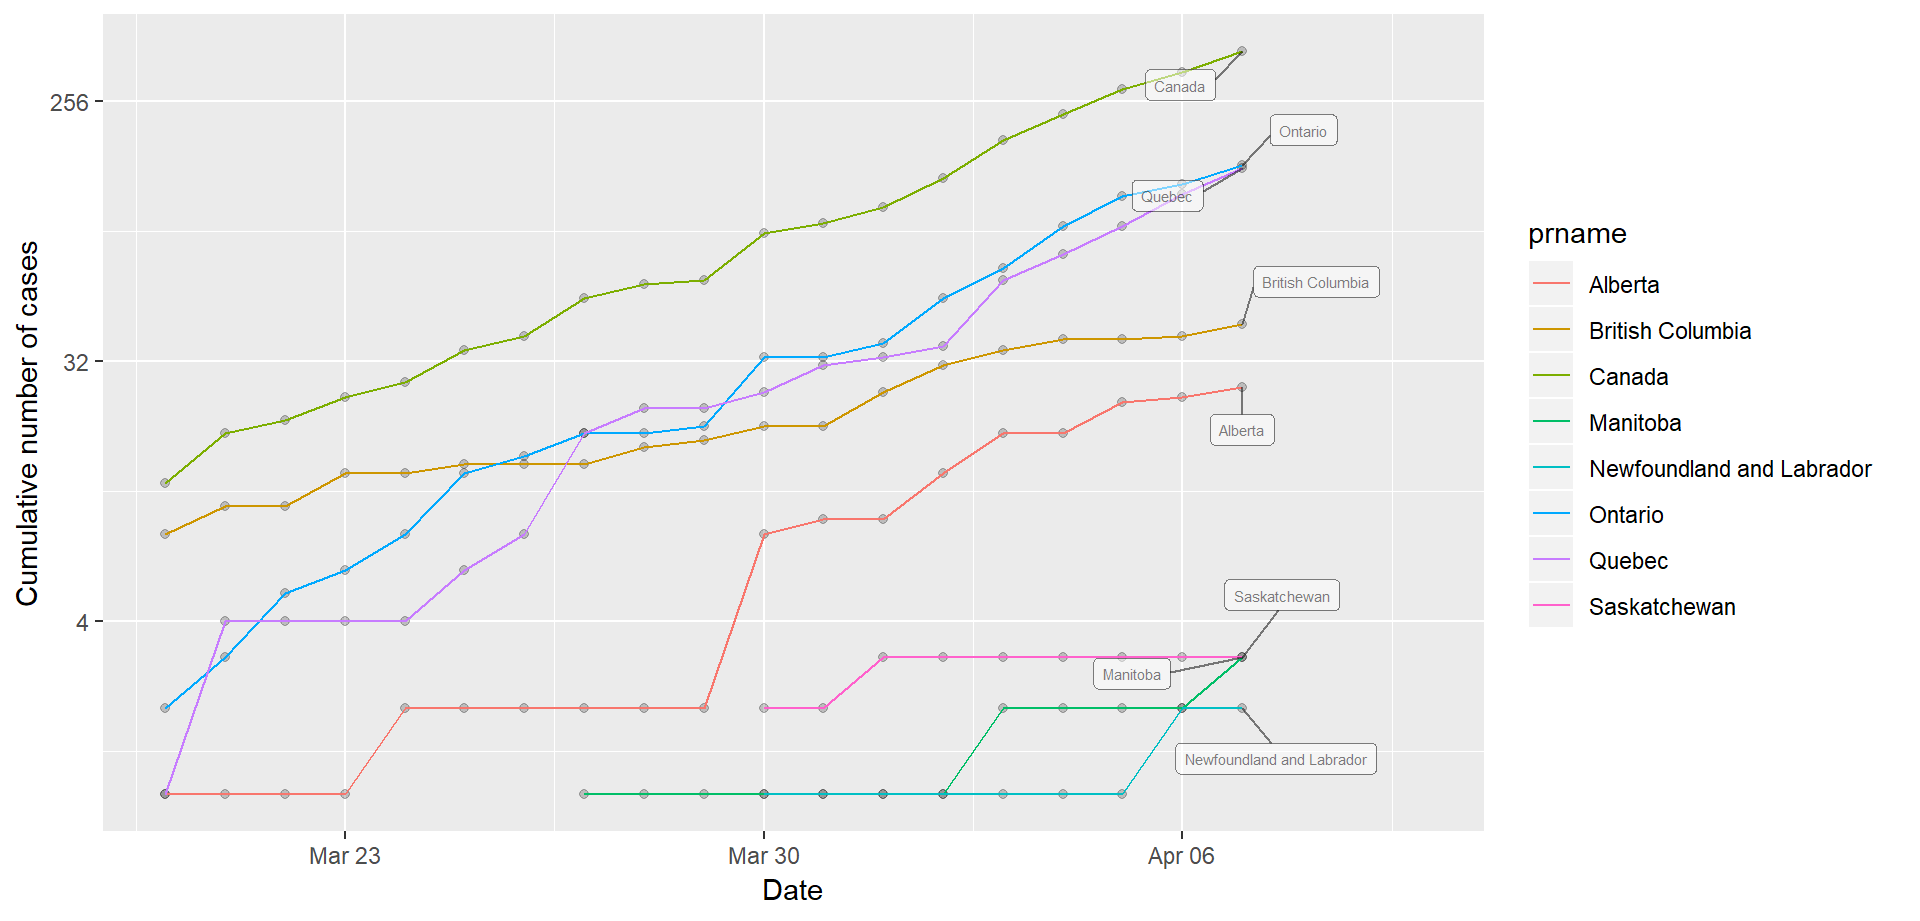 Cumulative number of cases
256
32
4
Canada
Ontario
Quebec
British Columbia
Alberta
Saskatchewan
Manitoba
Newfoundland and Labrador
Mar 23
Mar 30
Apr 06
Date
prname
Alberta
British Columbia
Canada
Manitoba
Newfoundland and Labrador
Ontario
Quebec
Saskatchewan